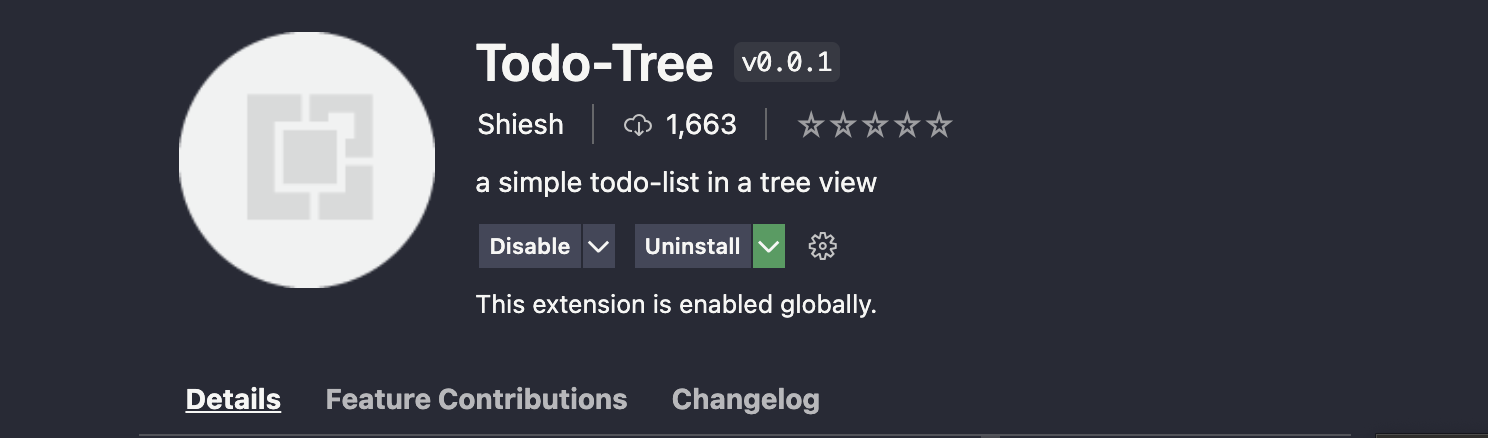 Todo-Tree v0.0.1
Shiesh 1,663
a simple todo-list in a tree view
Disable Uninstall
This extension is enabled globally.
Details Feature Contributions Changelog